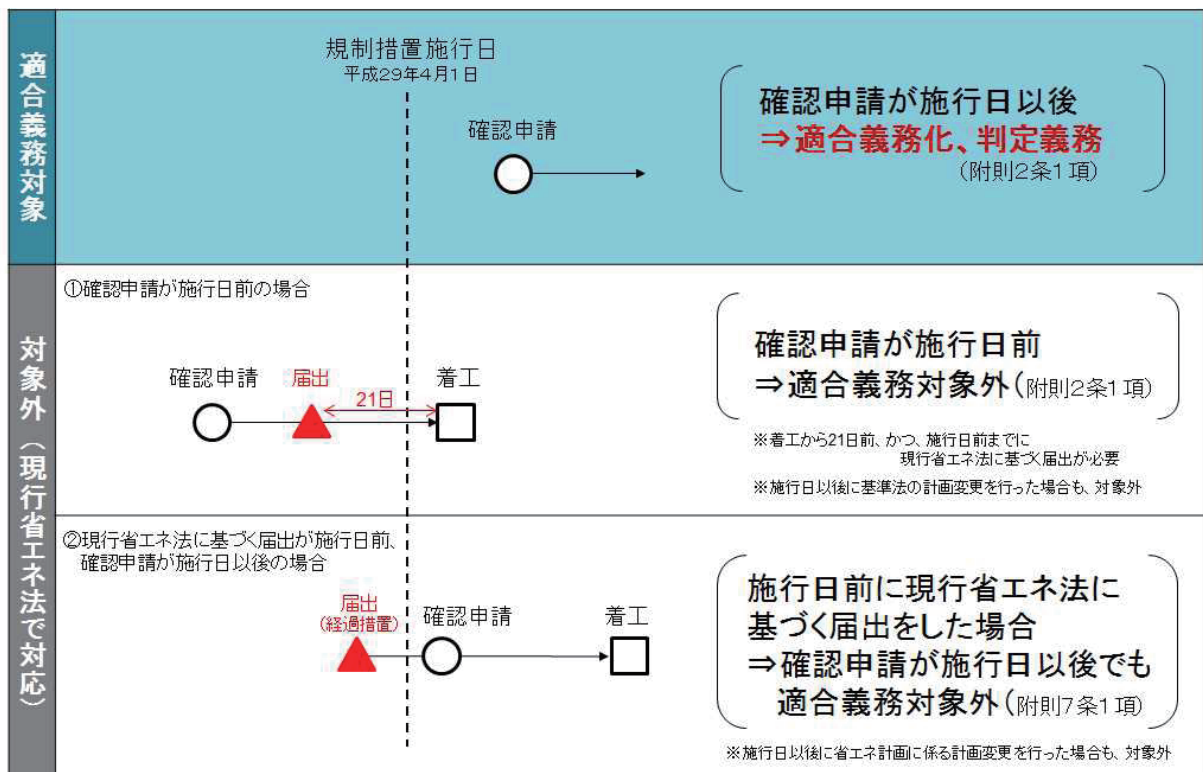 適合義務対象
規制措置施行日
平成29年4月1日
確認申請
確認申請が施行日以後
⇒適合義務化、判定義務
(附則2条1項)
対象外（現行省エネ法で対応）
①確認申請が施行日前の場合
確認申請
届出
21日
着工
確認申請が施行日前
⇒適合義務対象外(附則2条1項)
※着工から21日前、かつ、施行日前までに
現行省エネ法に基づく届出が必要
※施行日以後に基準法の計画変更を行った場合も、対象外
②現行省エネ法に基づく届出が施行日前、
確認申請が施行日以後の場合
届出
(経過措置)
確認申請
着工
施行日前に現行省エネ法に
基づく届出をした場合
⇒確認申請が施行日以後でも
適合義務対象外(附則7条1項)
※施行日以後に省エネ計画に係る計画変更を行った場合も、対象外